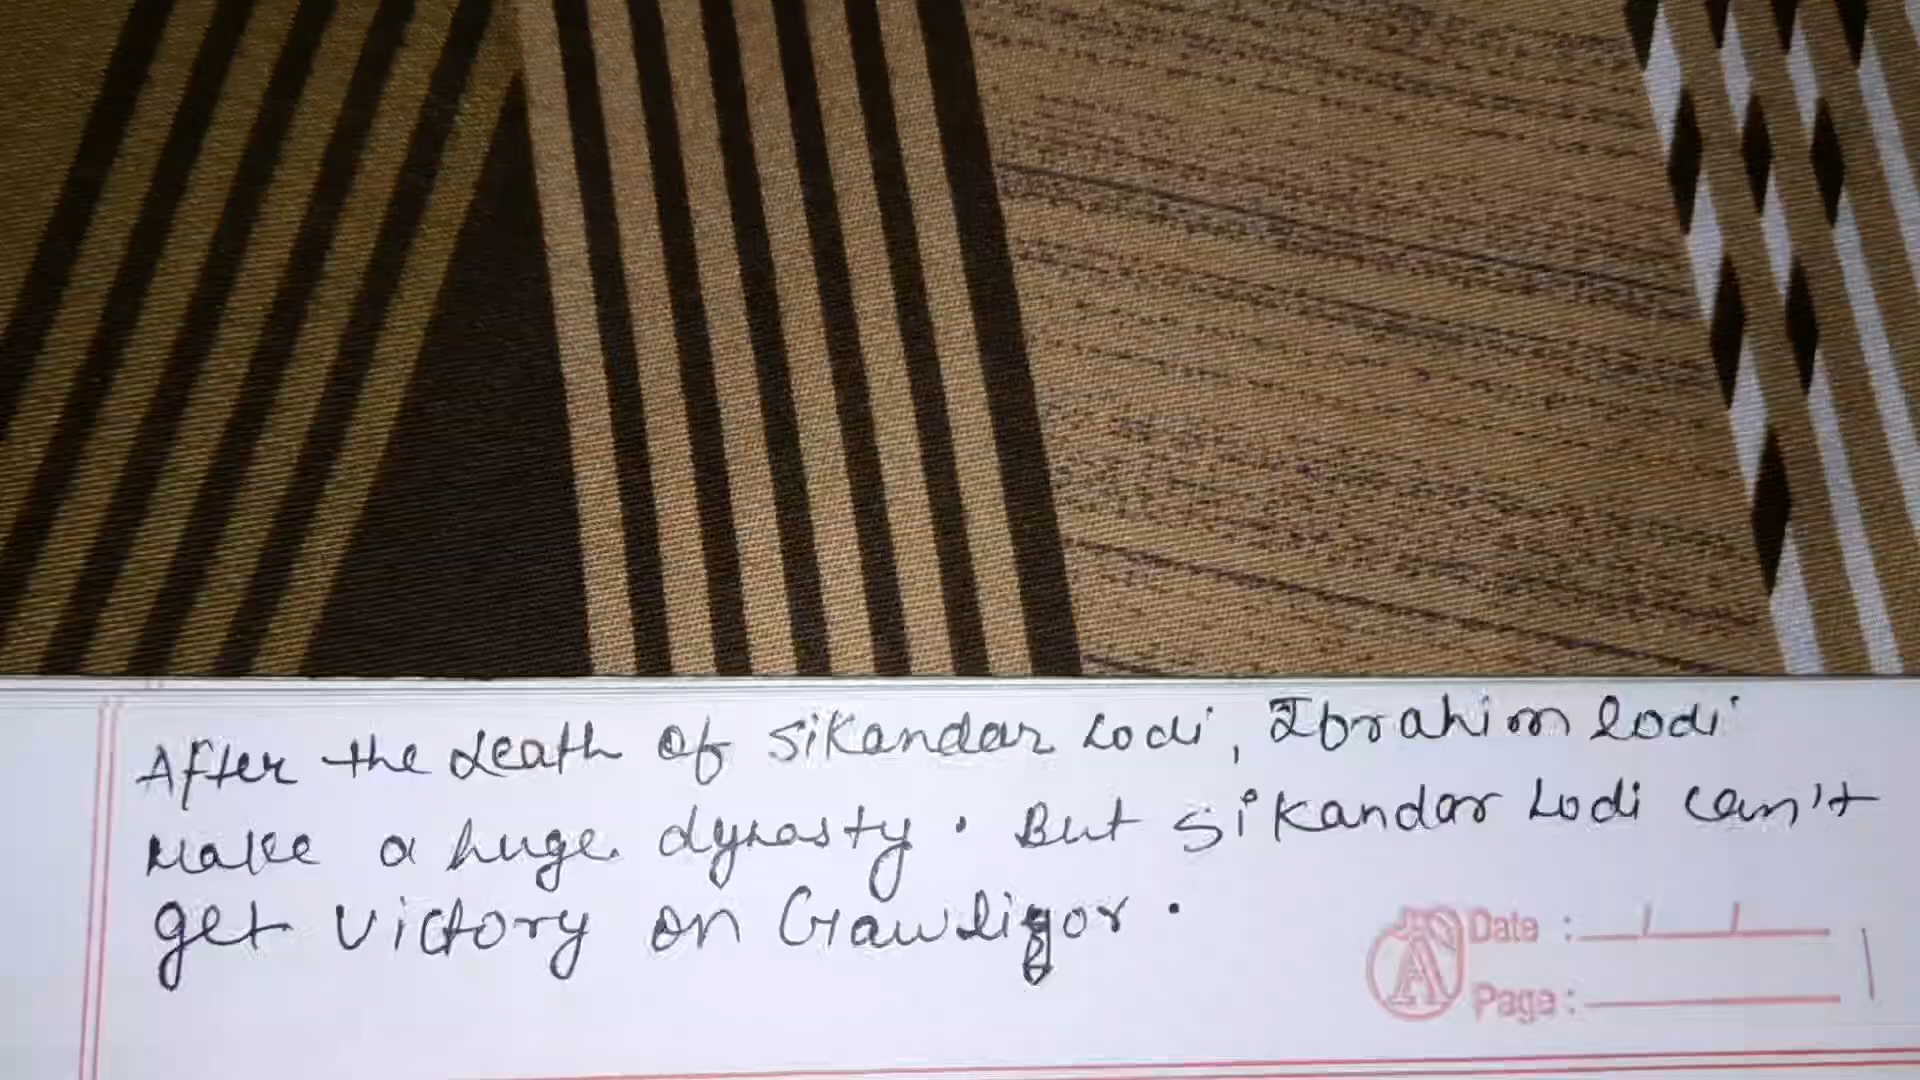 After the death of Sikandar Lodi, Ibrahim lodi
Make a huge dynasty. But Sikandar Lodi can't
get victory on Gawligor.
Date :
Page :